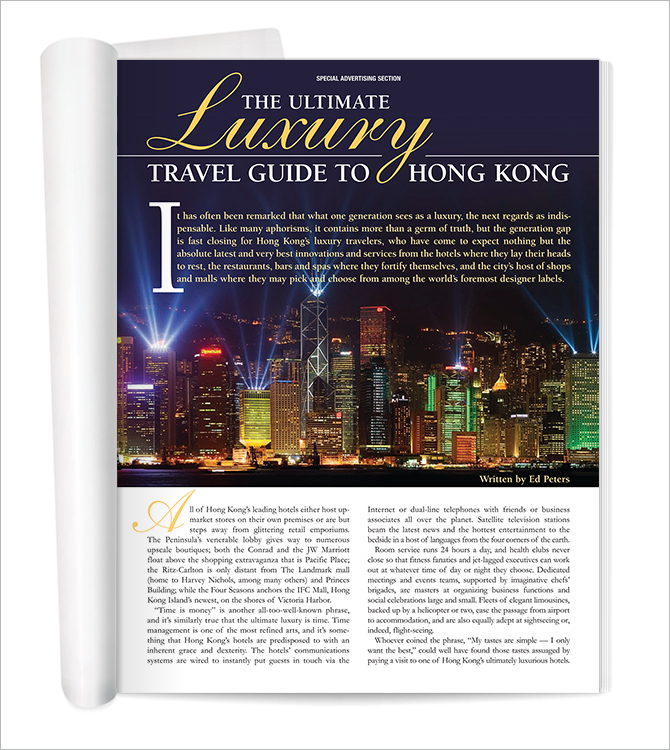 SPECIAL ADVERTISING SECTION
THE ULTIMATE
Luxury
TRAVEL GUIDE TO HONG KONG
It has often been remarked that what one generation sees as a luxury, the next regards as indis-
pensable. Like many aphorisms, it contains more than a germ of truth, but the generation gap
is fast closing for Hong Kong's luxury travelers, who have come to expect nothing but the
absolute latest and very best innovations and services from the hotels where they lay their heads
to rest, the restaurants, bars and spas where they fortify themselves, and the city's host of shops
and malls where they may pick and choose from among the world's foremost designer labels.
Written by Ed Peters
All of Hong Kong's leading hotels either host up-
market stores on their own premises or are but
steps away from glittering retail emporiums.
The Peninsula's venerable lobby gives way to numerous
upscale boutiques; both the Conrad and the JW Marriott
float above the shopping extravaganza that is Pacific Place;
the Ritz-Carlton is only distant from The Landmark mall
(home to Harvey Nichols, among many others) and Princes
Building; while the Four Seasons anchors the IFC Mall, Hong
Kong Island's newest, on the shores of Victoria Harbor.
"Time is money" is another all-too-well-known phrase,
and it's similarly true that the ultimate luxury is time. Time
management is one of the most refined arts, and it's some-
thing that Hong Kong's hotels are predisposed to with an
inherent grace and dexterity. The hotels' communications
systems are wired to instantly put guests in touch via the
Internet or dual-line telephones with friends or business
associates all over the planet. Satellite television stations
beam the latest news and the hottest entertainment to the
bedside in a host of languages from the four corners of the earth.
Room service runs 24 hours a day, and health clubs never
close so that fitness fanatics and jet-lagged executives can work
out at whatever time of day or night they choose. Dedicated
meetings and events teams, supported by imaginative chefs'
brigades, are masters at organizing business functions and
social celebrations large and small. Fleets of elegant limousines,
backed up by a helicopter or two, ease the passage from airport
to accommodation, and are also equally adept at sightseeing or,
indeed, flight-seeing.
Whoever coined the phrase, "My tastes are simple — I only
want the best," could well have found those tastes assuaged by
paying a visit to one of Hong Kong's ultimately luxurious hotels.